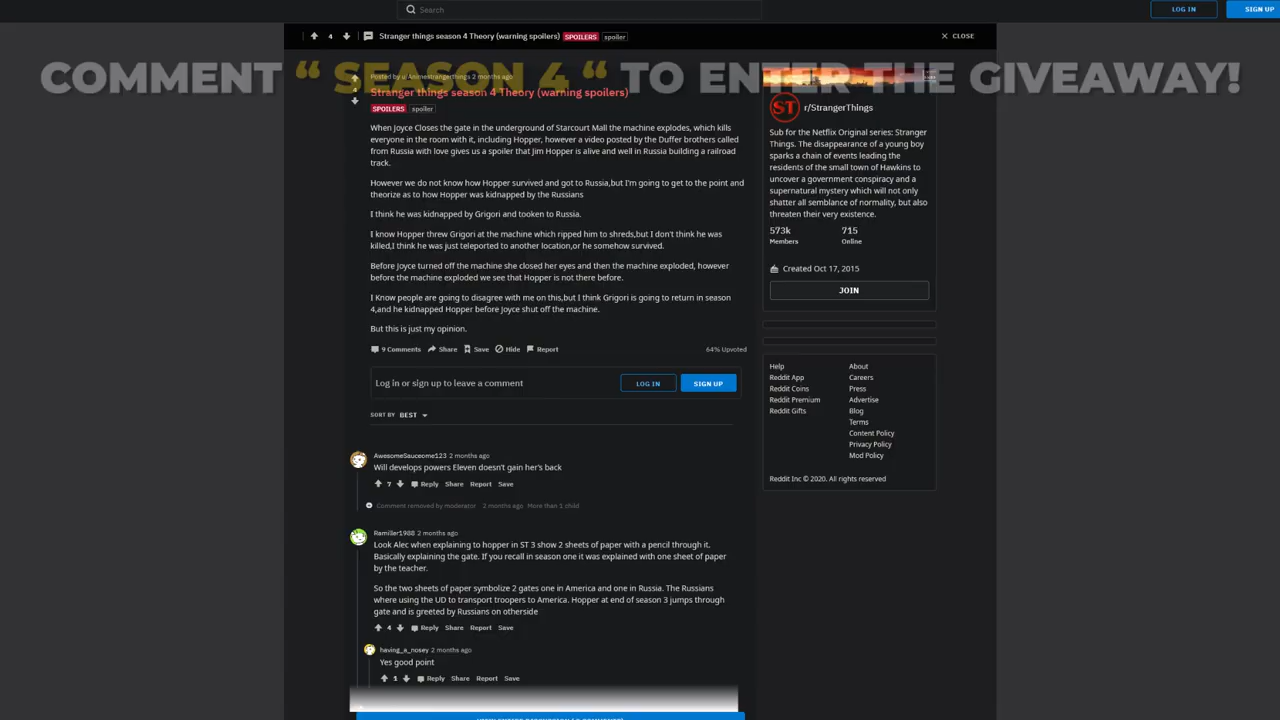 Search
LOG IN
SIGN UP
4
Stranger things season 4 Theory (warning spoilers) SPOILERS spoiler
CLOSE
COMMENT “ SEASON 4 “ TO ENTER THE GIVEAWAY!
Posted by u/Animestrangerthings 2 months ago
4
Stranger things season 4 Theory (warning spoilers)
SPOILERS spoiler
When Joyce Closes the gate in the underground of Starcourt Mall the machine explodes, which kills
everyone in the room with it, including Hopper, however a video posted by the Duffer brothers called
from Russia with love gives us a spoiler that Jim Hopper is alive and well in Russia building a railroad
track.
However we do not know how Hopper survived and got to Russia,but I'm going to get to the point and
theorize as to how Hopper was kidnapped by the Russians
I think he was kidnapped by Grigori and tooken to Russia.
I know Hopper threw Grigori at the machine which ripped him to shreds,but I don't think he was
killed,I think he was just teleported to another location,or he somehow survived.
Before Joyce turned off the machine she closed her eyes and then the machine exploded, however
before the machine exploded we see that Hopper is not there before.
I Know people are going to disagree with me on this,but I think Grigori is going to return in season
4,and he kidnapped Hopper before Joyce shut off the machine.
But this is just my opinion.
9 Comments Share Save Hide Report
64% Upvoted
Log in or sign up to leave a comment
LOG IN
SIGN UP
SORT BY BEST
AwesomeSauceome123 2 months ago
Will develops powers Eleven doesn't gain her's back
7 Reply Share Report Save
Comment removed by moderator 2 months ago More than 1 child
Ramiller1988 2 months ago
Look Alec when explaining to hopper in ST 3 show 2 sheets of paper with a pencil through it.
Basically explaining the gate. If you recall in season one it was explained with one sheet of paper
by the teacher.
So the two sheets of paper symbolize 2 gates one in America and one in Russia. The Russians
where using the UD to transport troopers to America. Hopper at end of season 3 jumps through
gate and is greeted by Russians on otherside
4 Reply Share Report Save
having_a_nosey 2 months ago
Yes good point
1 Reply Share Report Save
ST
r/StrangerThings
Sub for the Netflix Original series: Stranger
Things. The disappearance of a young boy
sparks a chain of events leading the
residents of the small town of Hawkins to
uncover a government conspiracy and a
supernatural mystery which will not only
shatter all semblance of normality, but also
threaten their very existence.
573k
715
Members
Online
Created Oct 17, 2015
JOIN
Help
About
Reddit App
Careers
Reddit Coins
Press
Reddit Premium
Advertise
Reddit Gifts
Blog
Terms
Content Policy
Privacy Policy
Mod Policy
Reddit Inc © 2020. All rights reserved